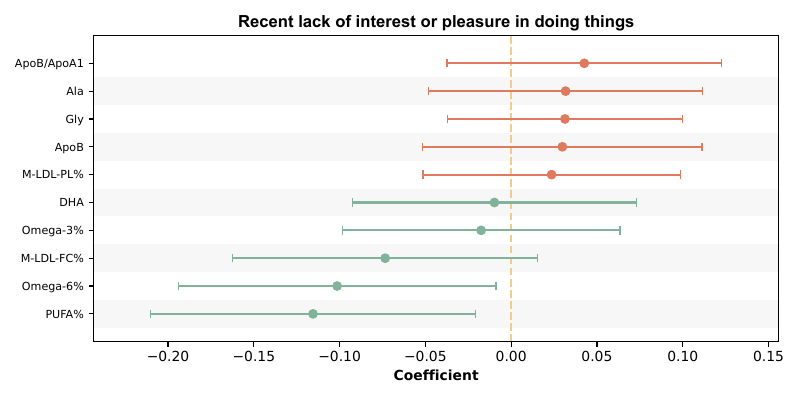 Recent lack of interest or pleasure in doing things
ApoB/ApoA1
Ala
Gly
ApoB
M-LDL-PL%
DHA
Omega-3%
M-LDL-FC%
Omega-6%
PUFA%
−0.20 −0.15 −0.10 −0.05 0.00 0.05 0.10 0.15
Coefficient